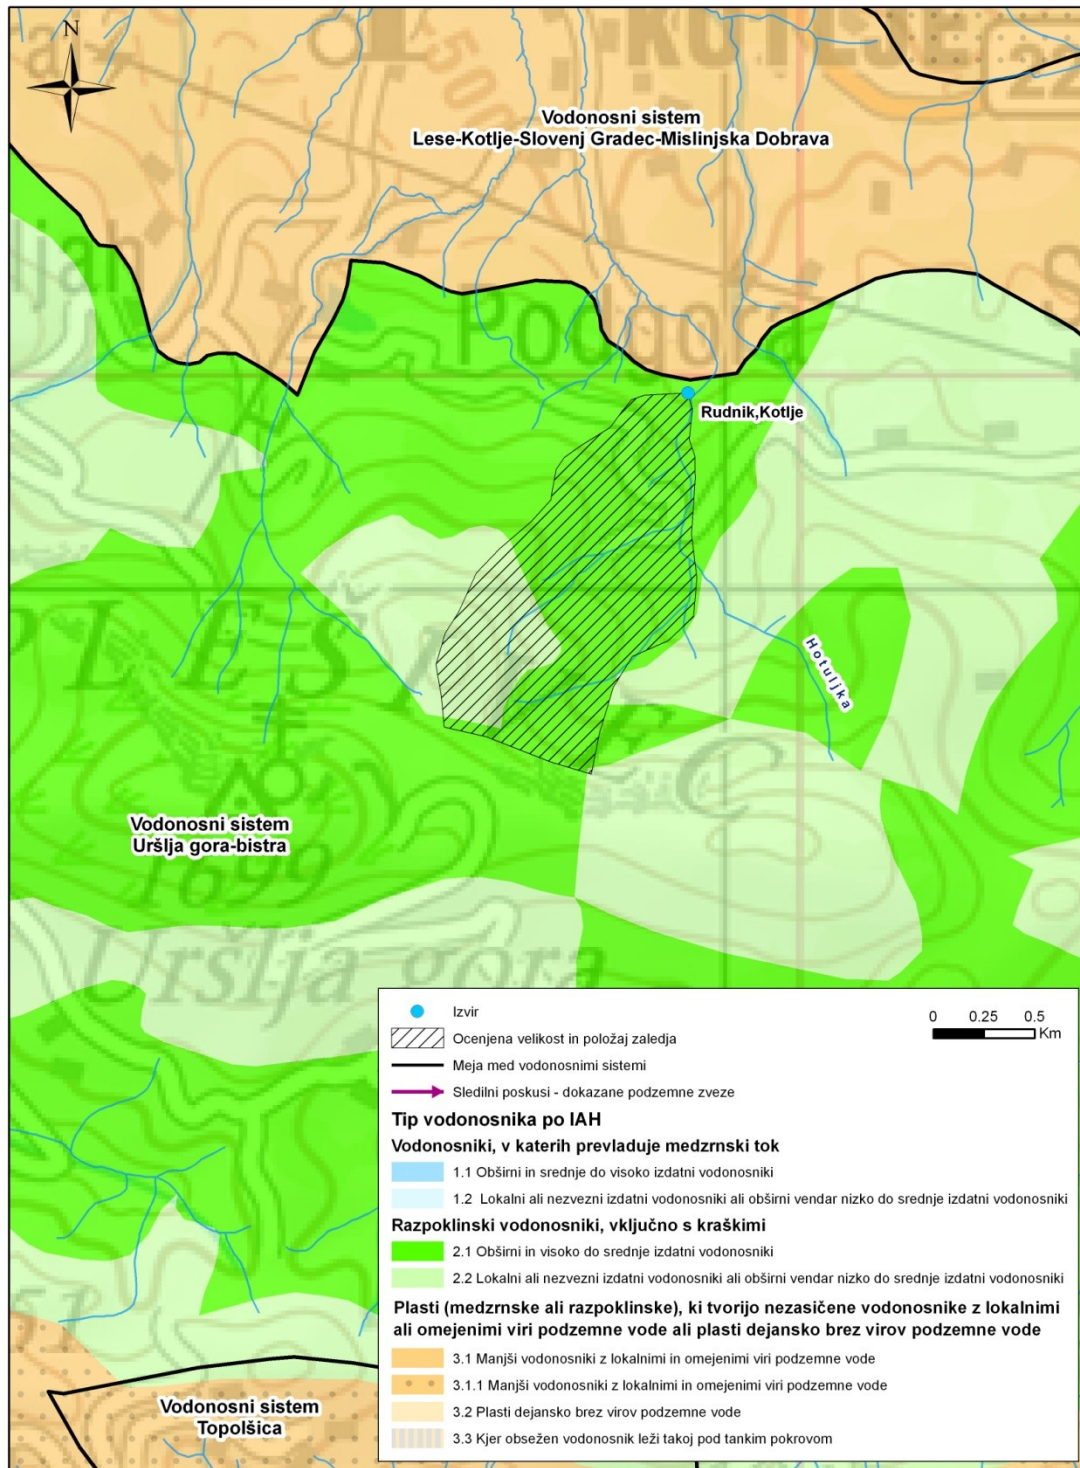 N
KOTLJE
22
500
Vodonosni sistem
Lese-Kotlje-Slovenj Gradec-Mislinjska Dobrava
ljah
Podgora
Rudnik,Kotlje
Hotuljka
PLEŠIVEC
Vodonosni sistem
Uršlja gora-bistra
1699
Uršlja gora
Izvir
Ocenjena velikost in položaj zaledja
Meja med vodonosnimi sistemi
Sledilni poskusi - dokazane podzemne zveze
0 0.25 0.5
Km
Tip vodonosnika po IAH
Vodonosniki, v katerih prevladuje medzrnski tok
1.1 Obširni in srednje do visoko izdatni vodonosniki
1.2 Lokalni ali nezvezni izdatni vodonosniki ali obširni vendar nizko do srednje izdatni vodonosniki
Razpoklinski vodonosniki, vključno s kraškimi
2.1 Obširni in visoko do srednje izdatni vodonosniki
2.2 Lokalni ali nezvezni izdatni vodonosniki ali obširni vendar nizko do srednje izdatni vodonosniki
Plasti (medzrnske ali razpoklinske), ki tvorijo nezasičene vodonosnike z lokalnimi
ali omejenimi viri podzemne vode ali plasti dejansko brez virov podzemne vode
3.1 Manjši vodonosniki z lokalnimi in omejenimi viri podzemne vode
3.1.1 Manjši vodonosniki z lokalnimi in omejenimi viri podzemne vode
3.2 Plasti dejansko brez virov podzemne vode
3.3 Kjer obsežen vodonosnik leži takoj pod tankim pokrovom
Vodonosni sistem
Topolšica